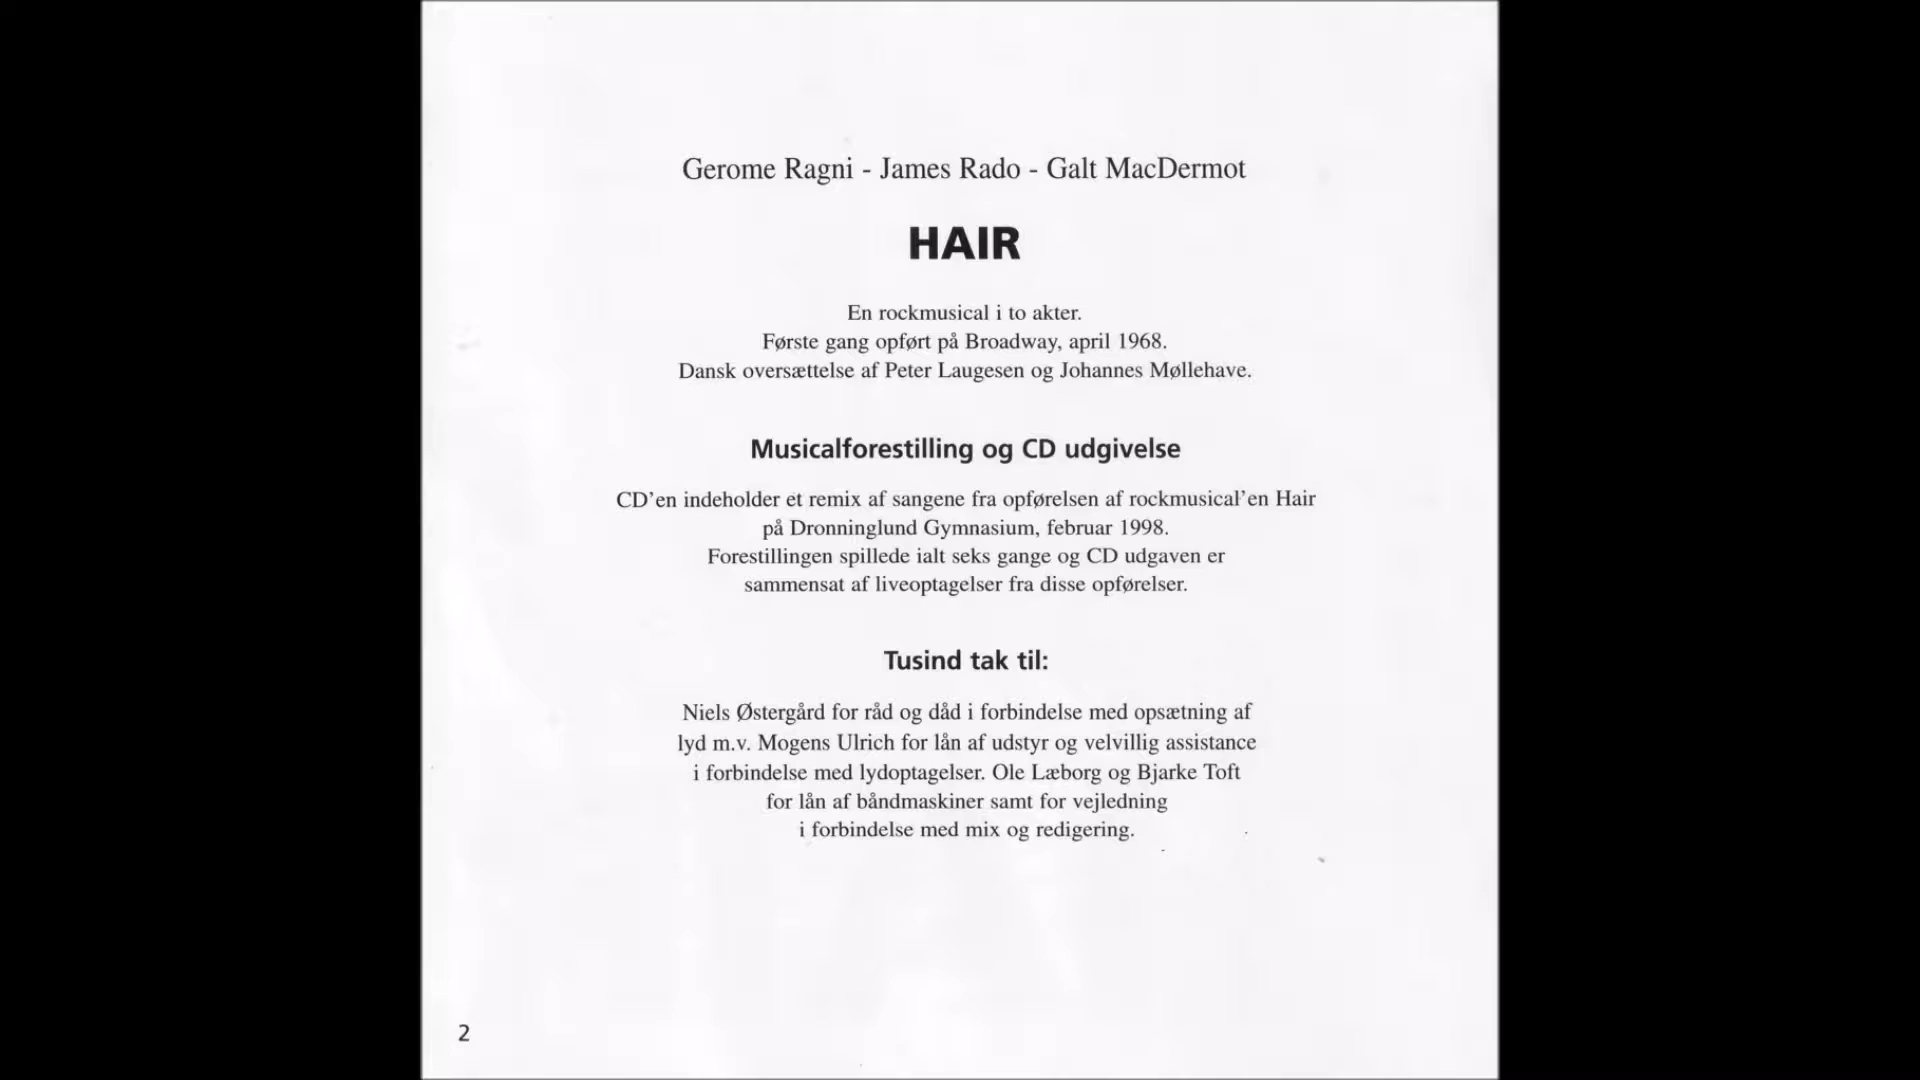 Gerome Ragni - James Rado - Galt MacDermot
HAIR
En rockmusical i to akter.
Første gang opført på Broadway, april 1968.
Dansk oversættelse af Peter Laugesen og Johannes Møllehave.
Musicalforestilling og CD udgivelse
CD'en indeholder et remix af sangene fra opførelsen af rockmusical'en Hair
på Dronninglund Gymnasium, februar 1998.
Forestillingen spillede ialt seks gange og CD udgaven er
sammensat af liveoptagelser fra disse opførelser.
Tusind tak til:
Niels Østergård for råd og dåd i forbindelse med opsætning af
lyd m.v. Mogens Ulrich for lån af udstyr og velvillig assistance
i forbindelse med lydoptagelser. Ole Læborg og Bjarke Toft
for lån af båndmaskiner samt for vejledning
i forbindelse med mix og redigering.
2